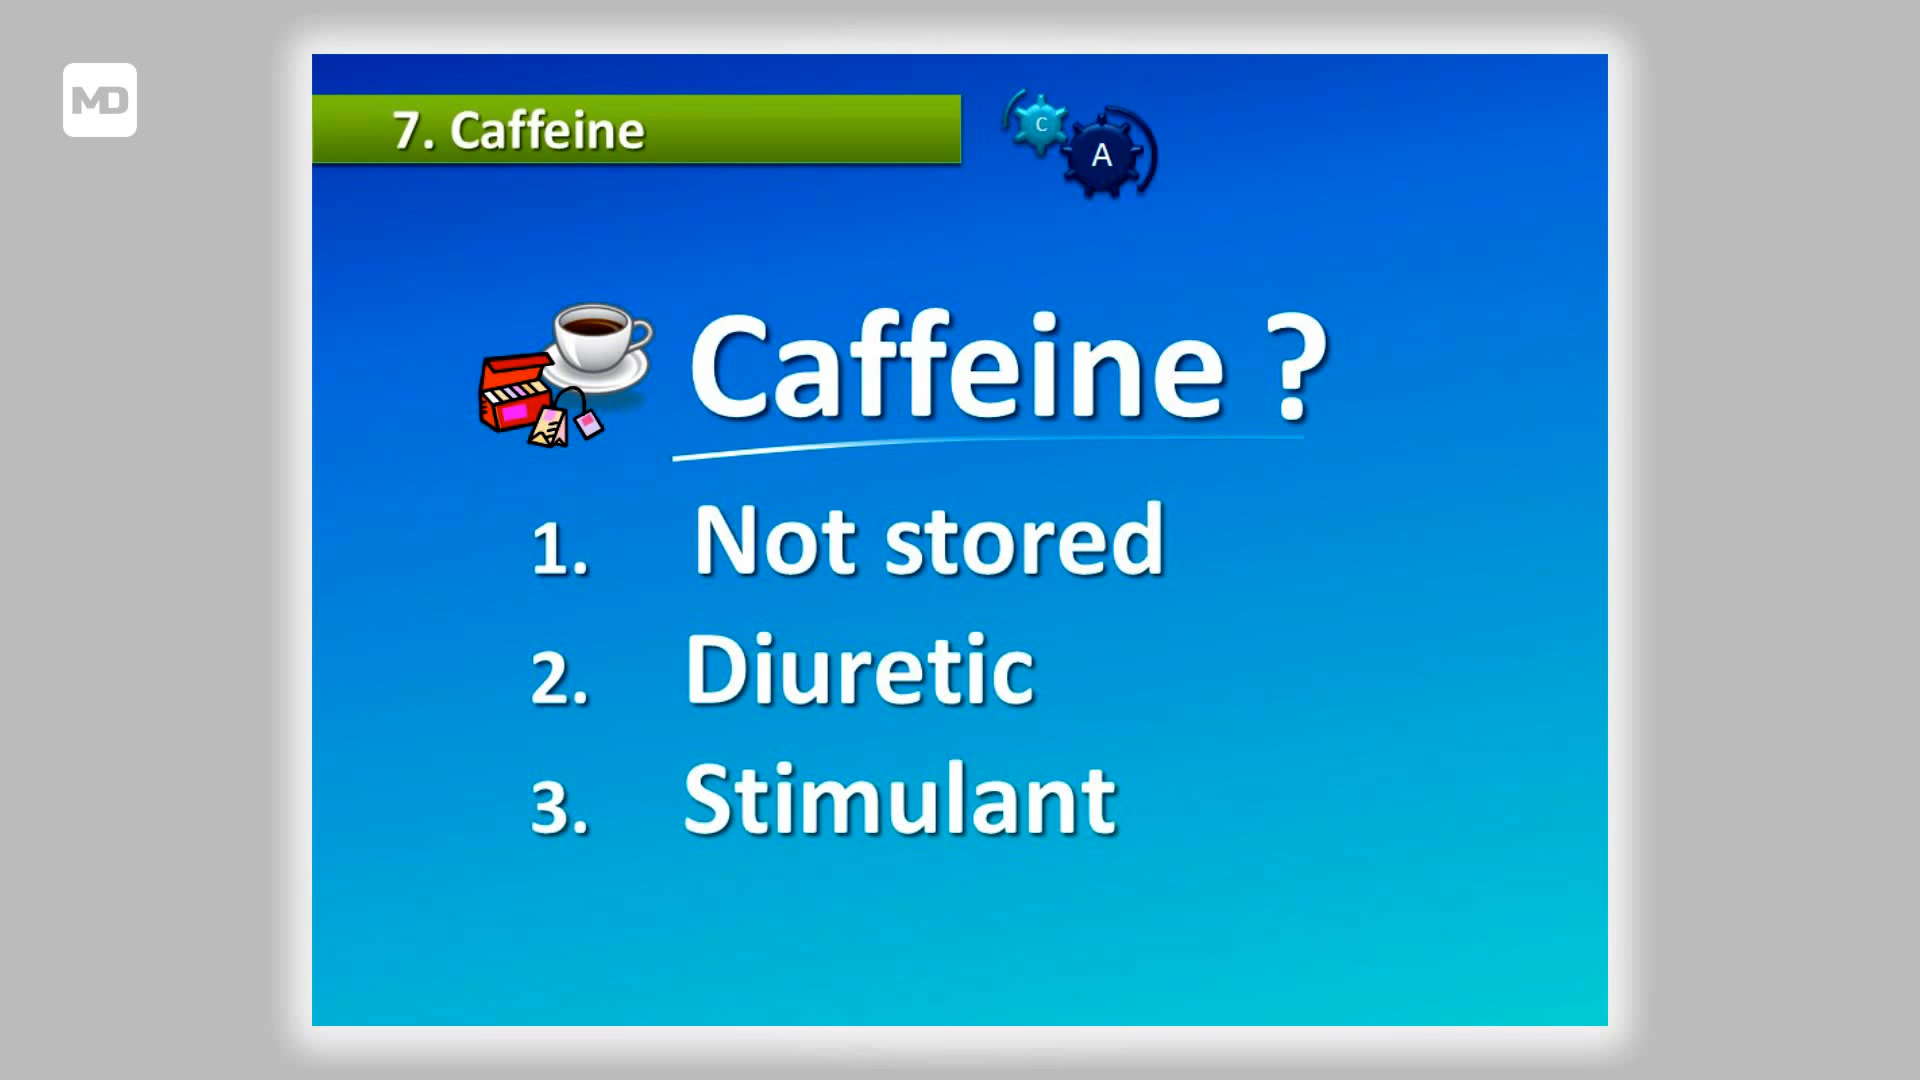 MD
7. Caffeine
C
A
Caffeine ?
1. Not stored
2. Diuretic
3. Stimulant